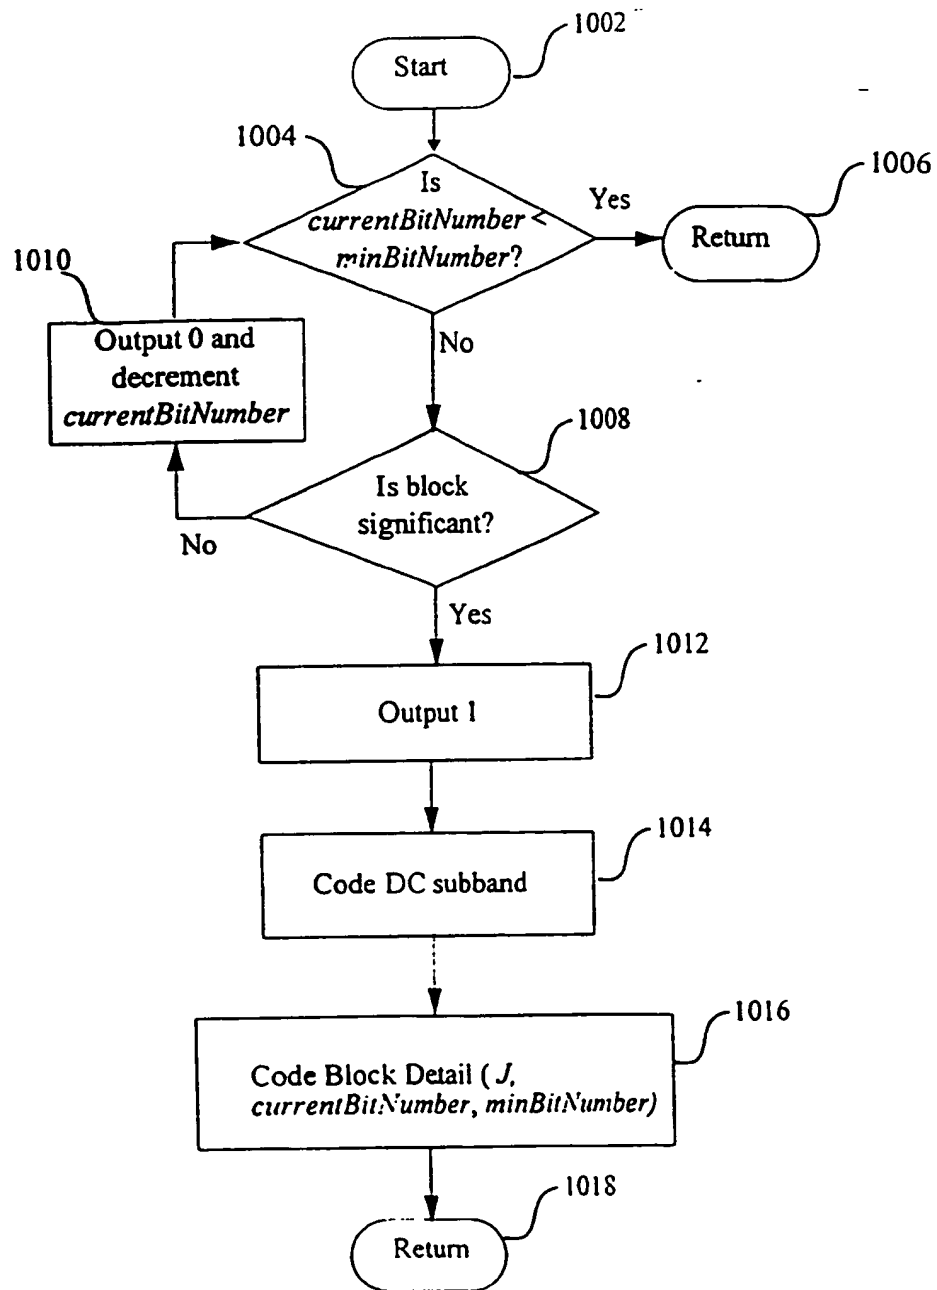 1002
Start
1004
Is
currentBitNumber <
minBitNumber?
Yes
1006
Return
1010
Output 0 and
decrement
currentBitNumber
No
1008
Is block
significant?
No
Yes
1012
Output 1
1014
Code DC subband
1016
Code Block Detail ( J,
currentBitNumber, minBitNumber)
1018
Return